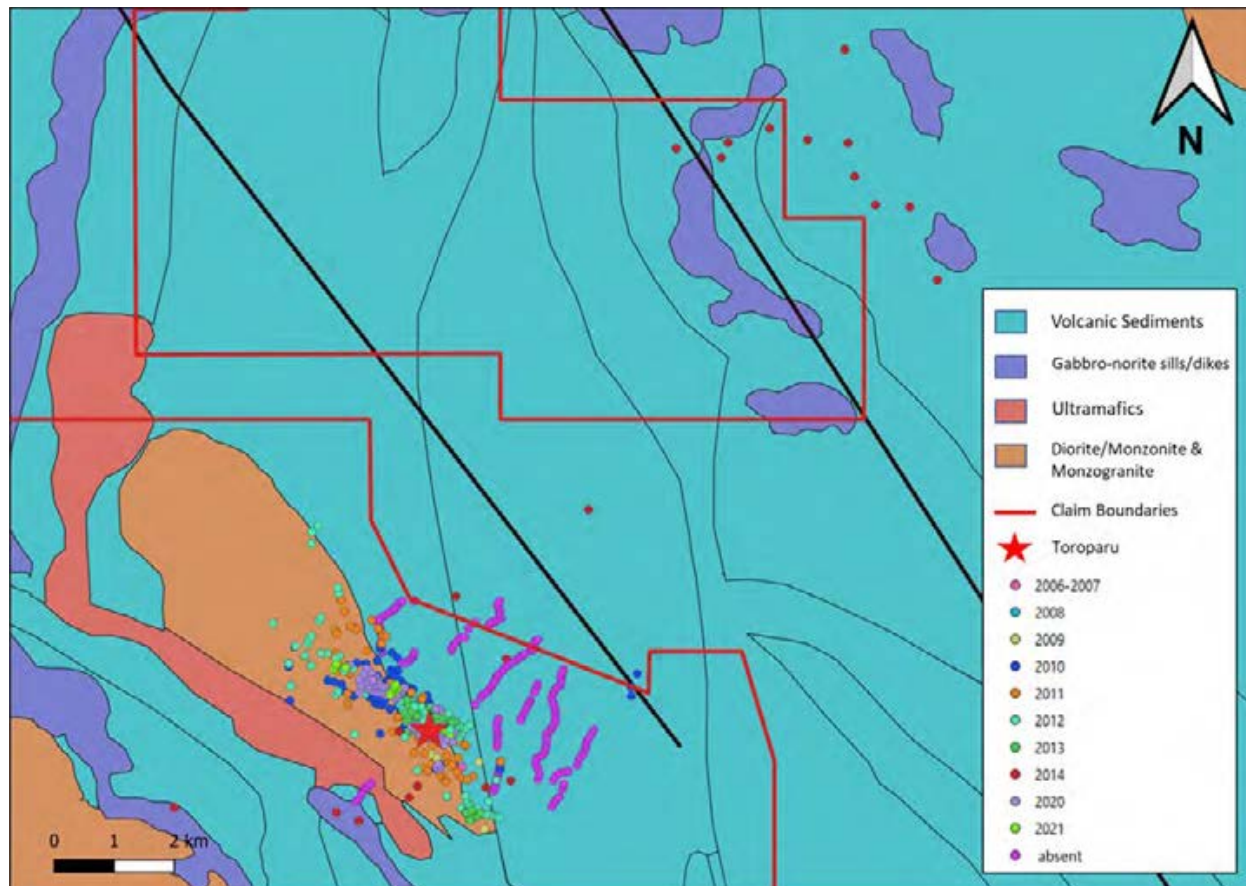 N
Volcanic Sediments
Gabbro-norite sills/dikes
Ultramafics
Diorite/Monzonite &
Monzogranite
Claim Boundaries
Toroparu
2006-2007
2008
2009
2010
2011
2012
2013
2014
2020
2021
absent
0 1 2 km